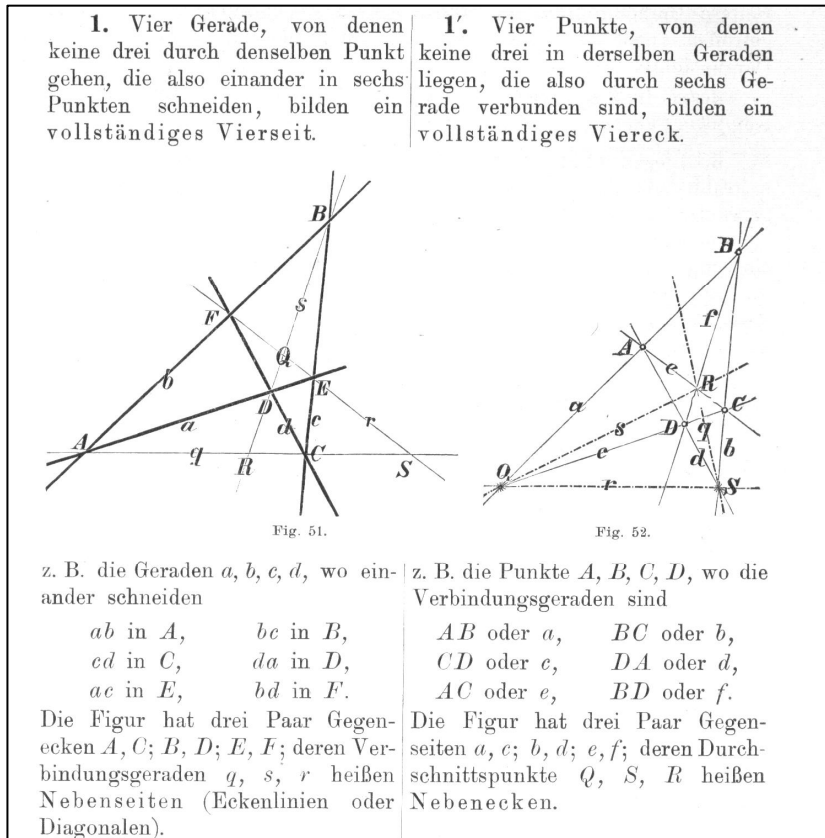 1. Vier Gerade, von denen
keine drei durch denselben Punkt
gehen, die also einander in sechs
Punkten schneiden, bilden ein
vollständiges Vierseit.
1′. Vier Punkte, von denen
keine drei in derselben Geraden
liegen, die also durch sechs Ge-
rade verbunden sind, bilden ein
vollständiges Viereck.
B
s
F
Q
b
E
D
a
d
c
r
A
q
R
C
S
Fig. 51.
B
f
A
e
R
a
C
s
D
q
c
b
d
Q
r
S
Fig. 52.
z. B. die Geraden a, b, c, d, wo ein-
ander schneiden
ab in A, bc in B,
cd in C, da in D,
ac in E, bd in F.
Die Figur hat drei Paar Gegen-
ecken A, C; B, D; E, F; deren Ver-
bindungsgeraden q, s, r heißen
Nebenseiten (Eckenlinien oder
Diagonalen).
z. B. die Punkte A, B, C, D, wo die
Verbindungsgeraden sind
AB oder a, BC oder b,
CD oder c, DA oder d,
AC oder e, BD oder f.
Die Figur hat drei Paar Gegen-
seiten a, c; b, d; e, f; deren Durch-
schnittspunkte Q, S, R heißen
Nebenecken.